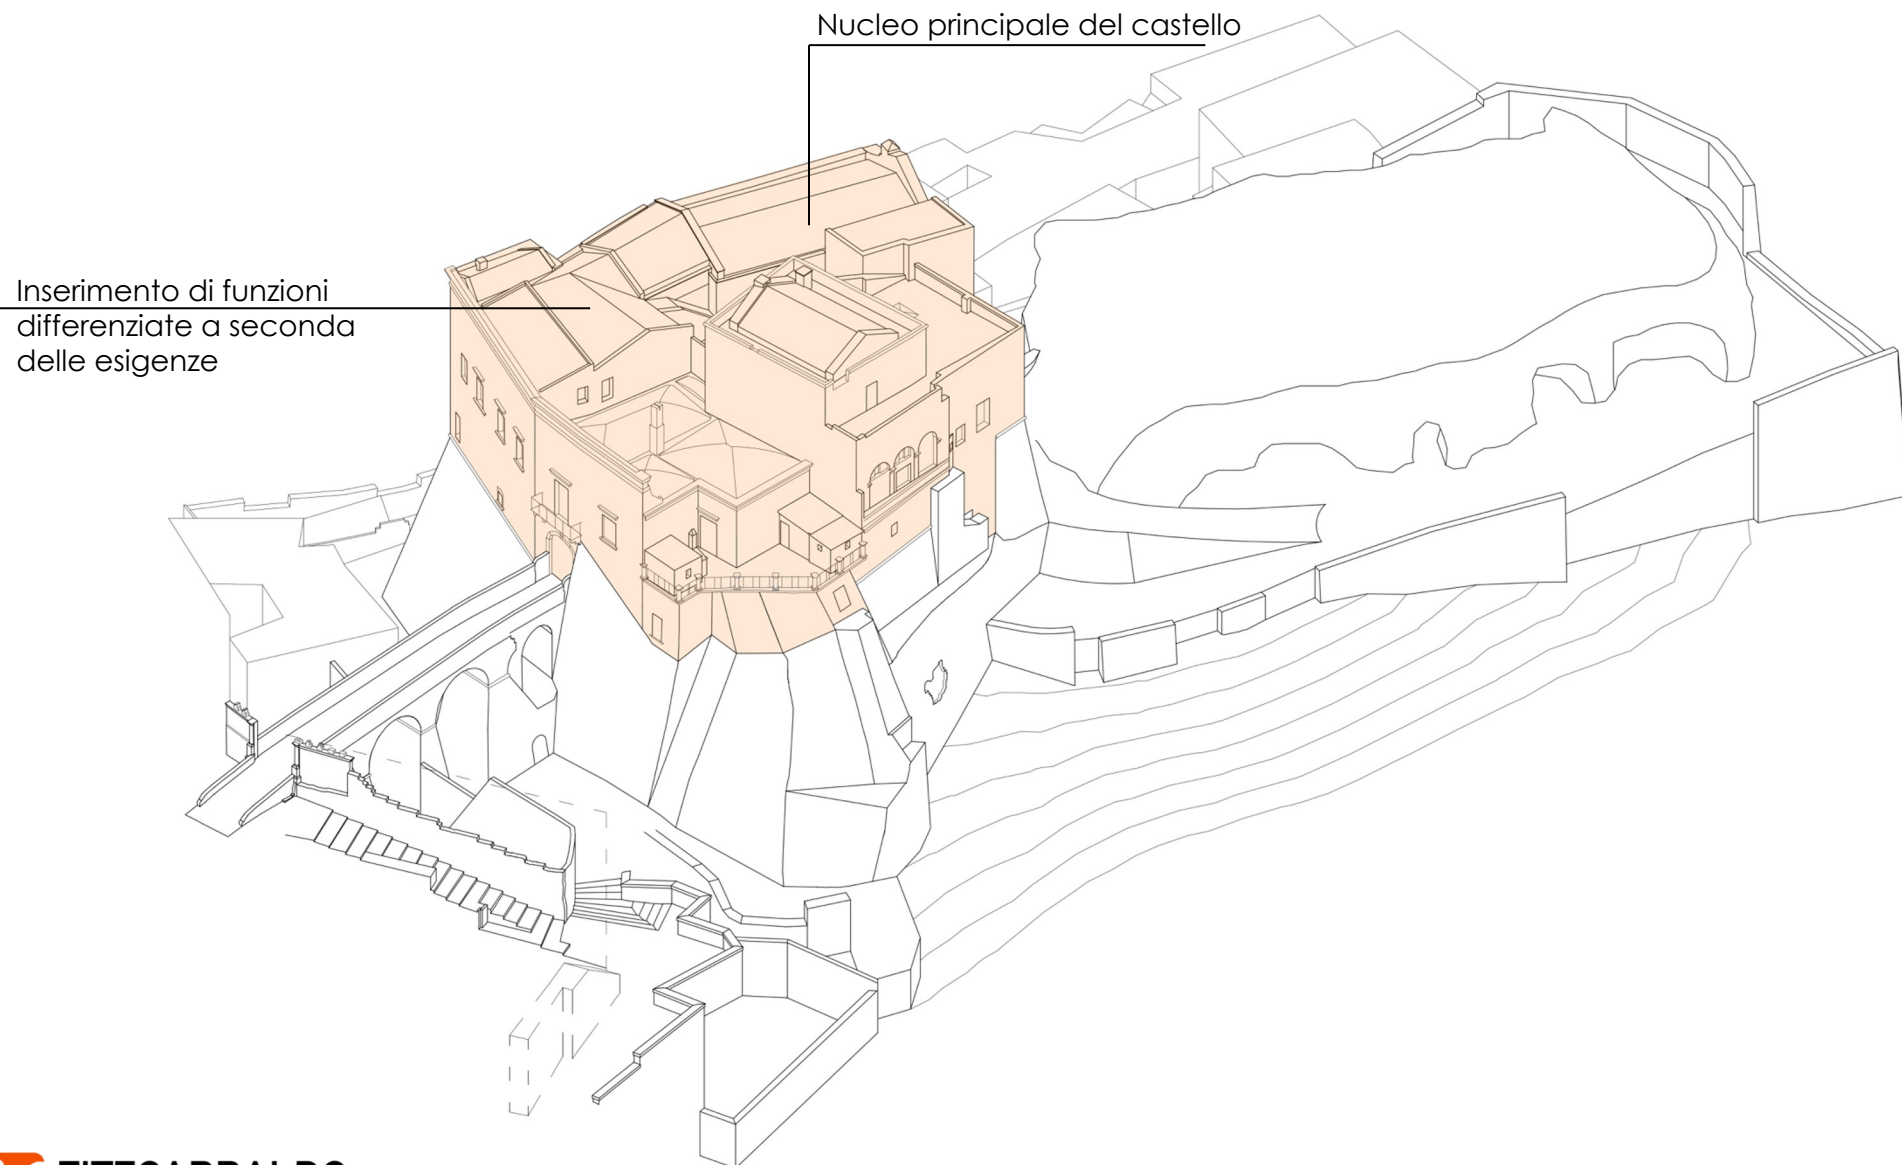 Nucleo principale del castello
Inserimento di funzioni
differenziate a seconda
delle esigenze